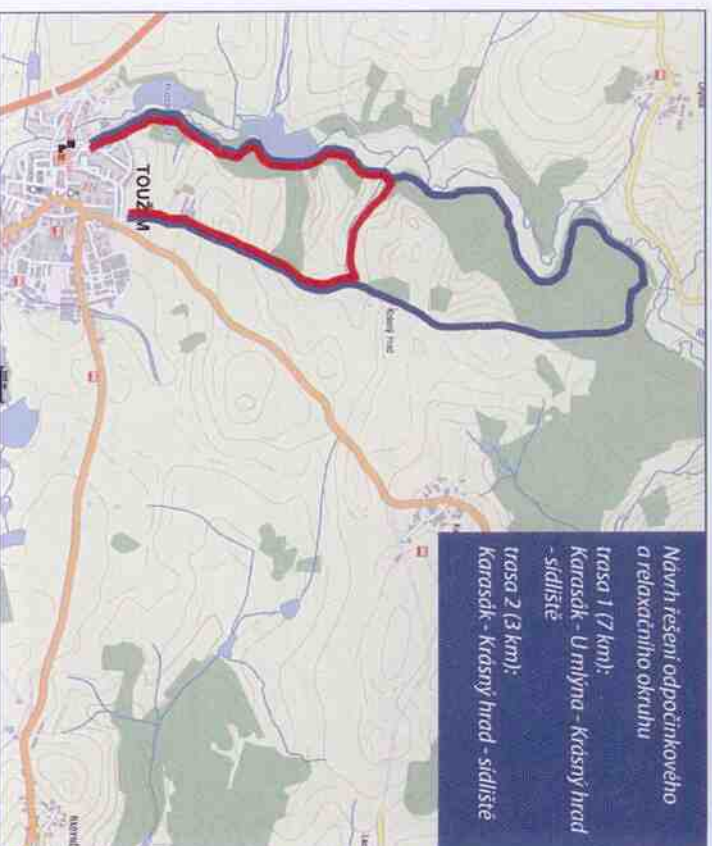 Návrh řešení odpočinkového
a relaxačního okruhu
trasa 1 (7 km):
Karasák - U mlýna - Krásný hrad
- sídliště
trasa 2 (3 km):
Karasák - Krásný hrad - sídliště
TOUŽIM
Krásný hrad